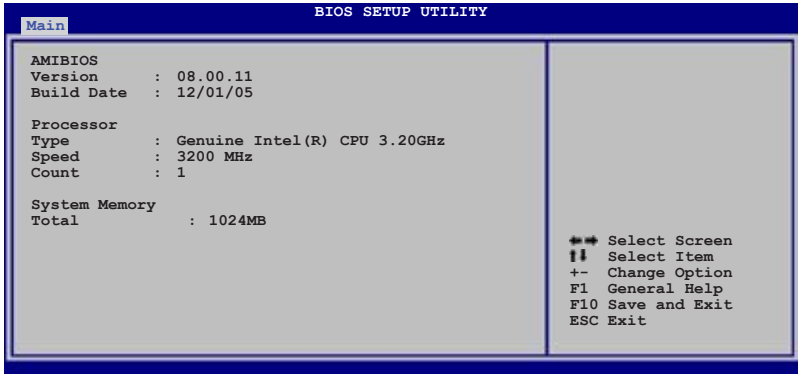 BIOS SETUP UTILITY
Main
AMIBIOS
Version : 08.00.11
Build Date : 12/01/05
Processor
Type : Genuine Intel(R) CPU 3.20GHz
Speed : 3200 MHz
Count : 1
System Memory
Total : 1024MB
←→ Select Screen
↑↓ Select Item
+- Change Option
F1 General Help
F10 Save and Exit
ESC Exit